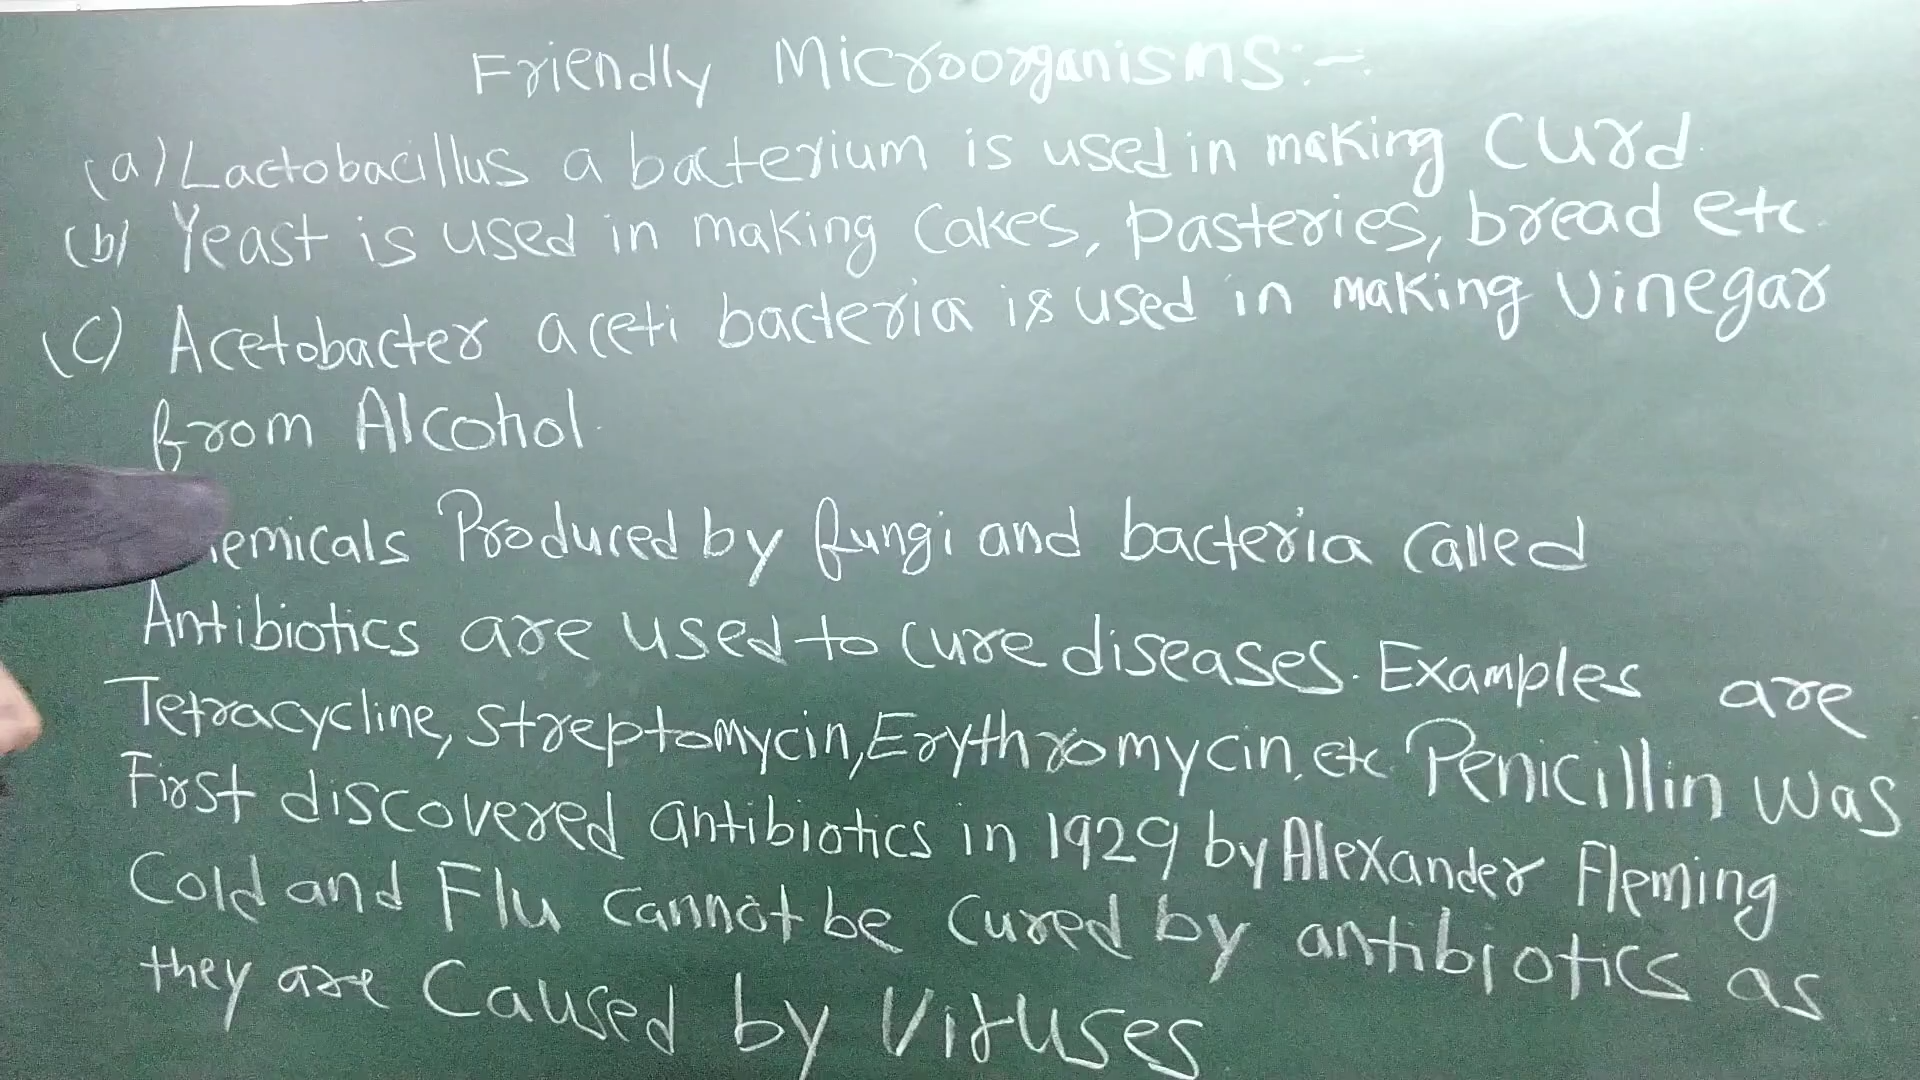 Friendly Microorganisms:-
(a) Lactobacillus a bacterium is used in making Curd.
(b) Yeast is used in making Cakes, Pasteries, bread etc.
(c) Acetobacter aceti bacteria is used in making Vinegar
from Alcohol.
hemicals Produced by fungi and bacteria called
Antibiotics are used to cure diseases. Examples are
Tetracycline, Streptomycin, Erythromycin, etc Penicillin was
First discovered antibiotics in 1929 by Alexander Fleming
Cold and Flu cannot be cured by antibiotics as
they are Caused by Viruses